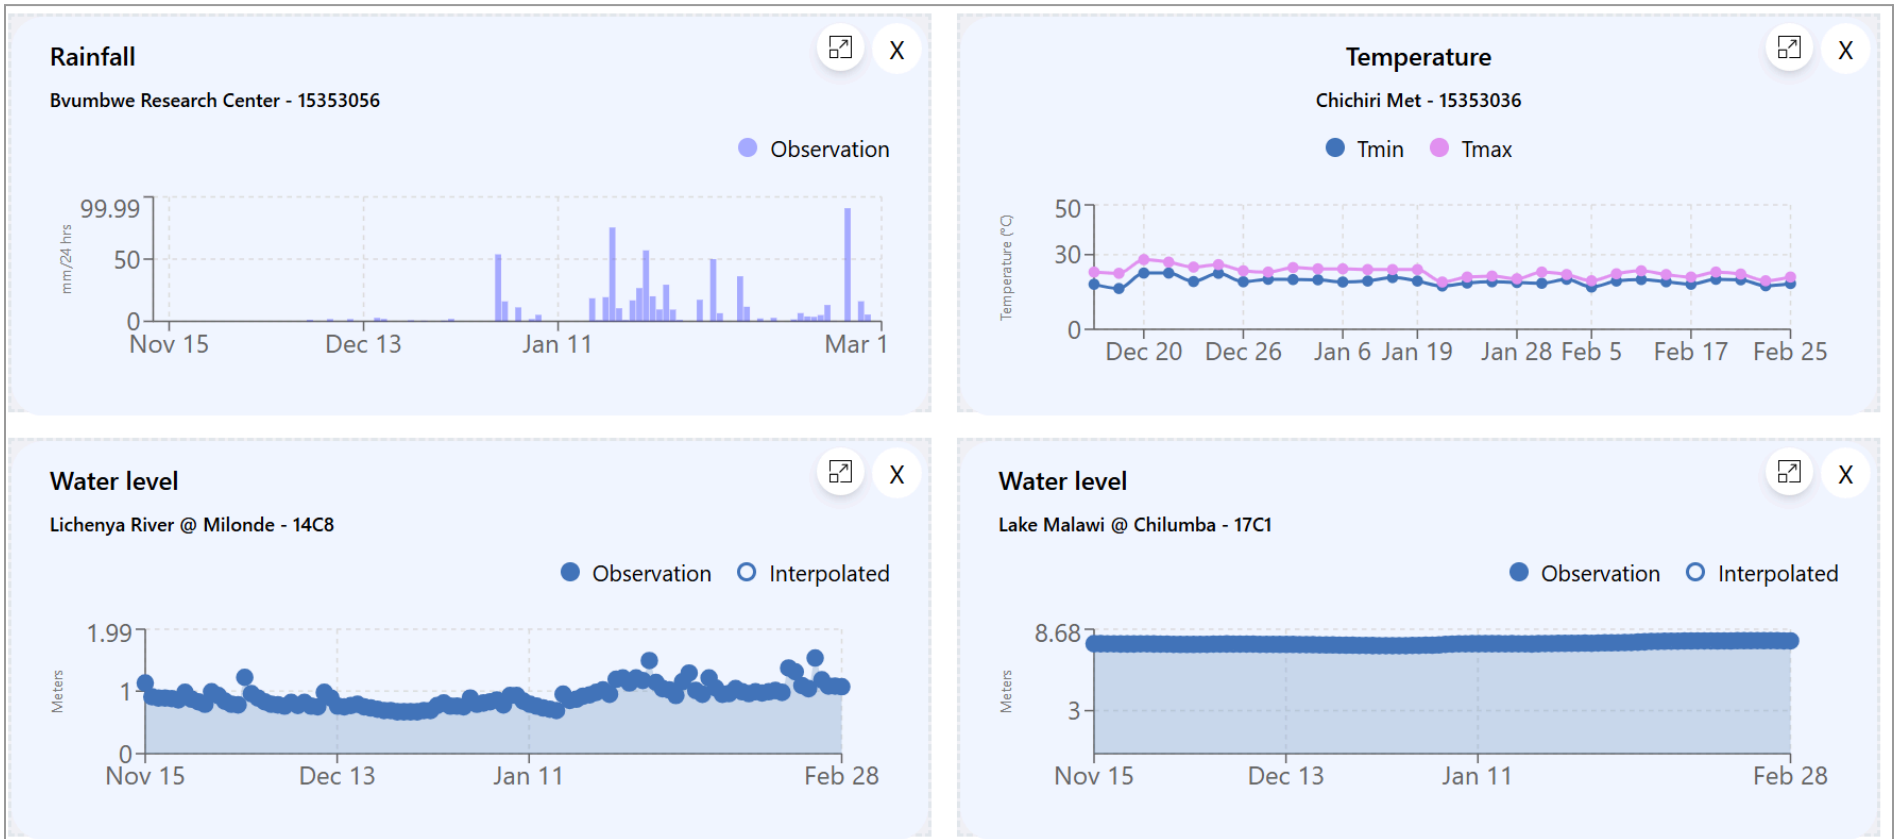 Rainfall
X
Bvumbwe Research Center - 15353056
Observation
99.99
50
0
mm/24 hrs
Nov 15 Dec 13 Jan 11 Mar 1
Temperature
X
Chichiri Met - 15353036
Tmin Tmax
50
30
0
Temperature (°C)
Dec 20 Dec 26 Jan 6 Jan 19 Jan 28 Feb 5 Feb 17 Feb 25
Water level
X
Lichenya River @ Milonde - 14C8
Observation Interpolated
1.99
1
0
Meters
Nov 15 Dec 13 Jan 11 Feb 28
Water level
X
Lake Malawi @ Chilumba - 17C1
Observation Interpolated
8.68
3
Meters
Nov 15 Dec 13 Jan 11 Feb 28